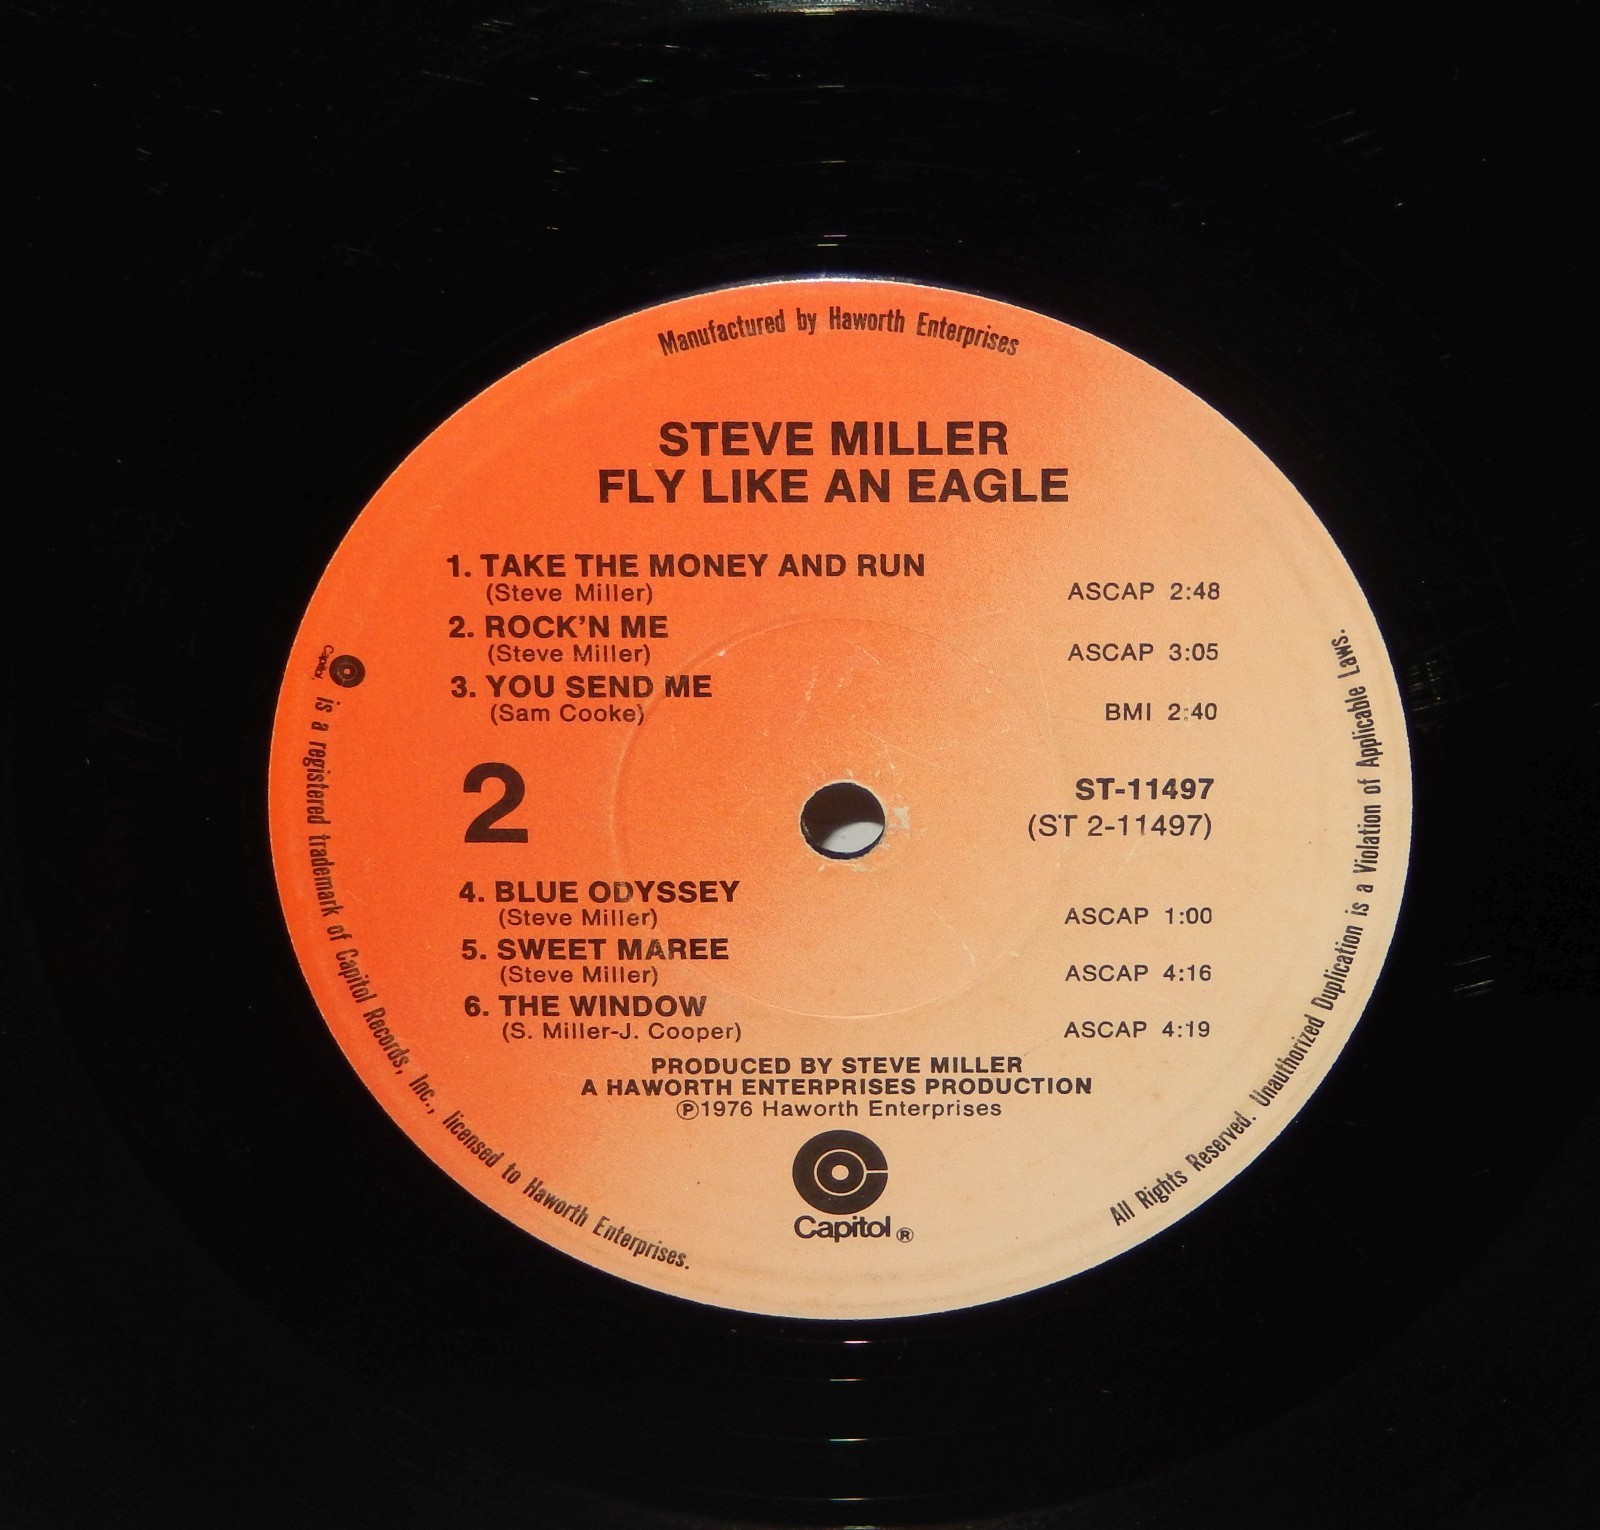 Manufactured by Haworth Enterprises
STEVE MILLER
FLY LIKE AN EAGLE
1. TAKE THE MONEY AND RUN
(Steve Miller) ASCAP 2:48
2. ROCK'N ME
(Steve Miller) ASCAP 3:05
3. YOU SEND ME
(Sam Cooke) BMI 2:40
2
ST-11497
(ST 2-11497)
4. BLUE ODYSSEY
(Steve Miller) ASCAP 1:00
5. SWEET MAREE
(Steve Miller) ASCAP 4:16
6. THE WINDOW
(S. Miller-J. Cooper) ASCAP 4:19
PRODUCED BY STEVE MILLER
A HAWORTH ENTERPRISES PRODUCTION
℗1976 Haworth Enterprises
Capitol®
Capitol. is a registered trademark of Capitol Records, Inc., licensed to Haworth Enterprises.
All Rights Reserved. Unauthorized Duplication is a Violation of Applicable Laws.